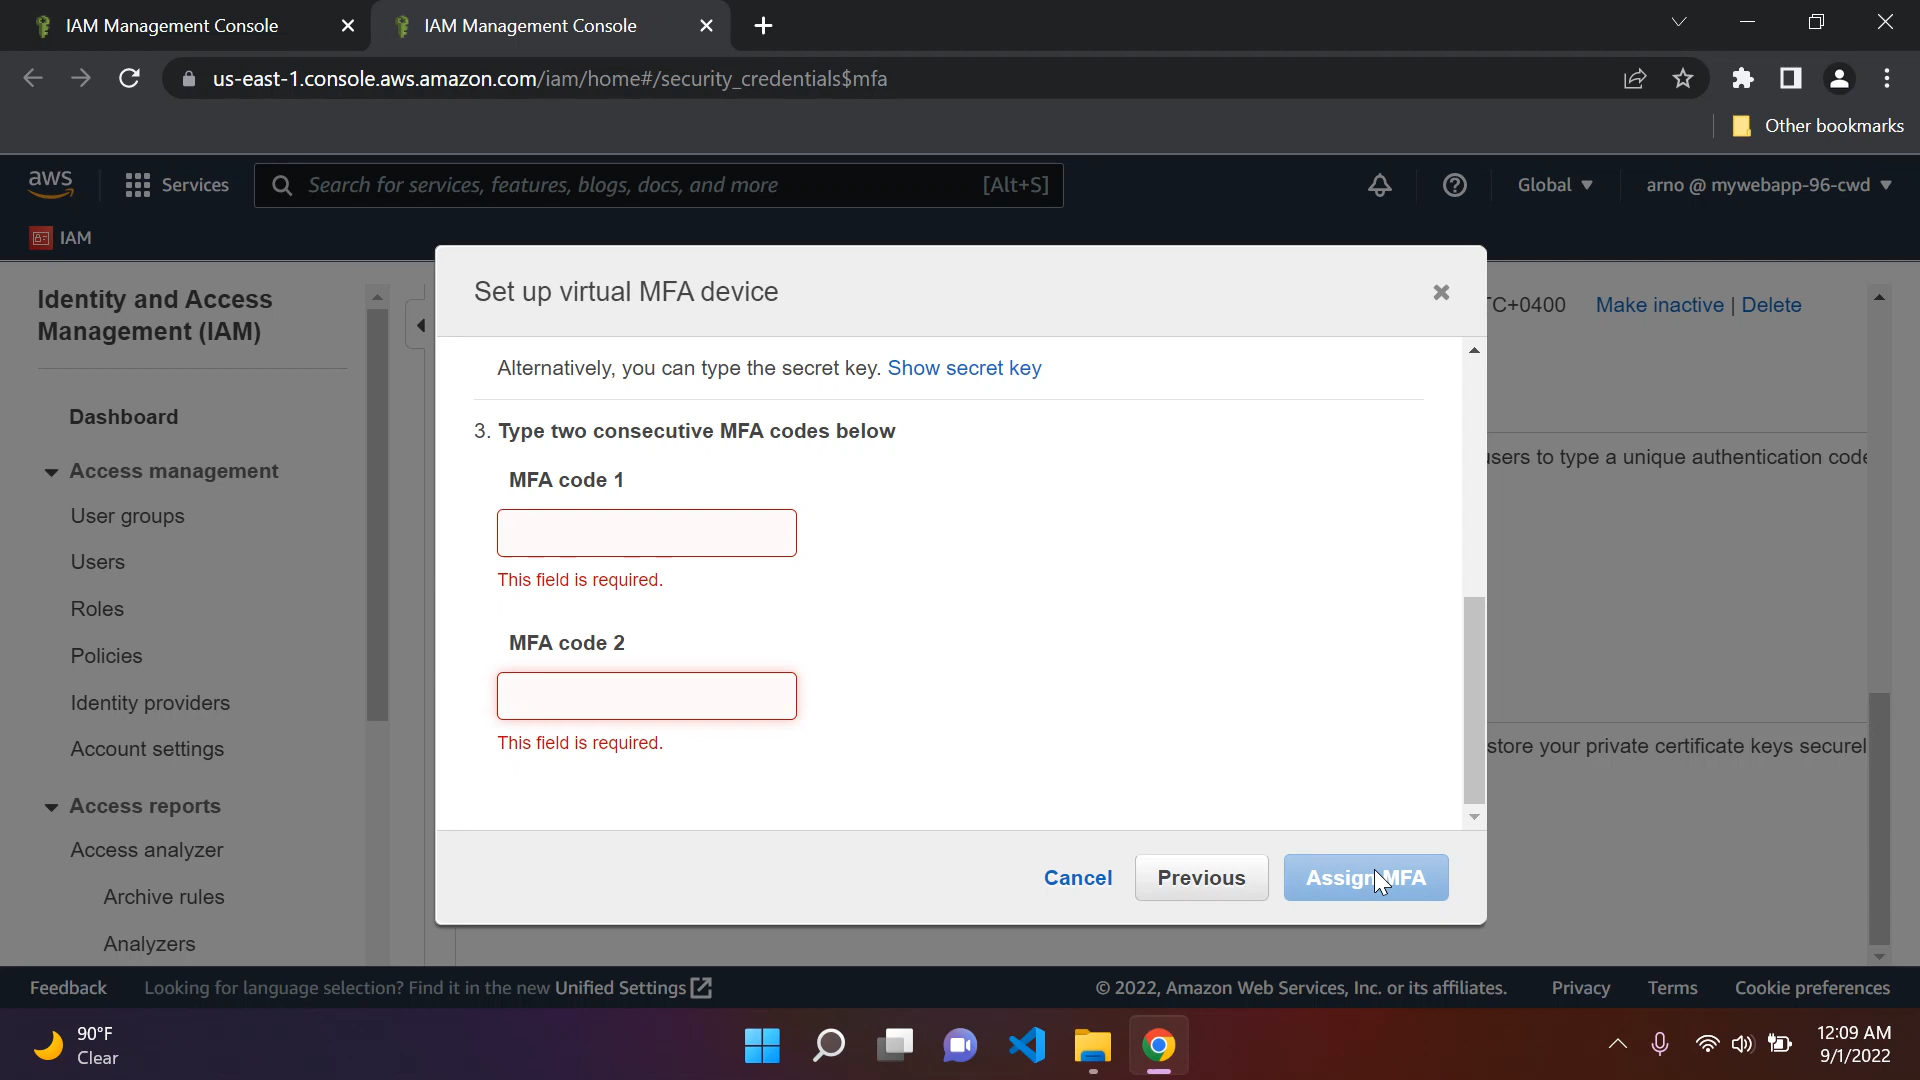 IAM Management Console
IAM Management Console
us-east-1.console.aws.amazon.com/iam/home#/security_credentials$mfa
Other bookmarks
aws
Services
Search for services, features, blogs, docs, and more
[Alt+S]
Global
arno @ mywebapp-96-cwd
IAM
Identity and Access
Management (IAM)
Dashboard
Access management
User groups
Users
Roles
Policies
Identity providers
Account settings
Access reports
Access analyzer
Archive rules
Analyzers
Set up virtual MFA device
Alternatively, you can type the secret key. Show secret key
3. Type two consecutive MFA codes below
MFA code 1
This field is required.
MFA code 2
This field is required.
Cancel
Previous
Assign MFA
TC+0400 Make inactive | Delete
users to type a unique authentication code
store your private certificate keys securel
Feedback
Looking for language selection? Find it in the new Unified Settings
© 2022, Amazon Web Services, Inc. or its affiliates.
Privacy
Terms
Cookie preferences
90°F
Clear
12:09 AM
9/1/2022